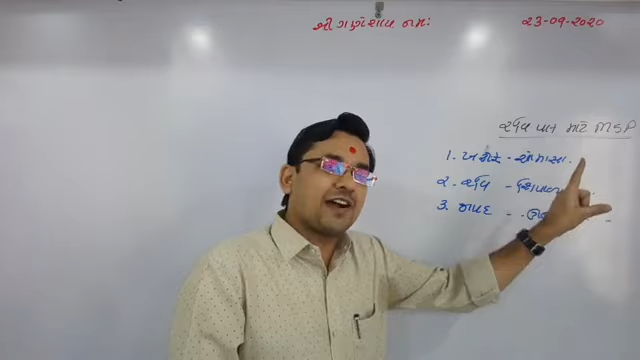 શ્રી ગણેશાય નમઃ
23-09-2020
રવિ પાક માટે MSP
1. ખરીફ - ચોમાસા
2. રવિ - શિયાળા
3. જાયદ -